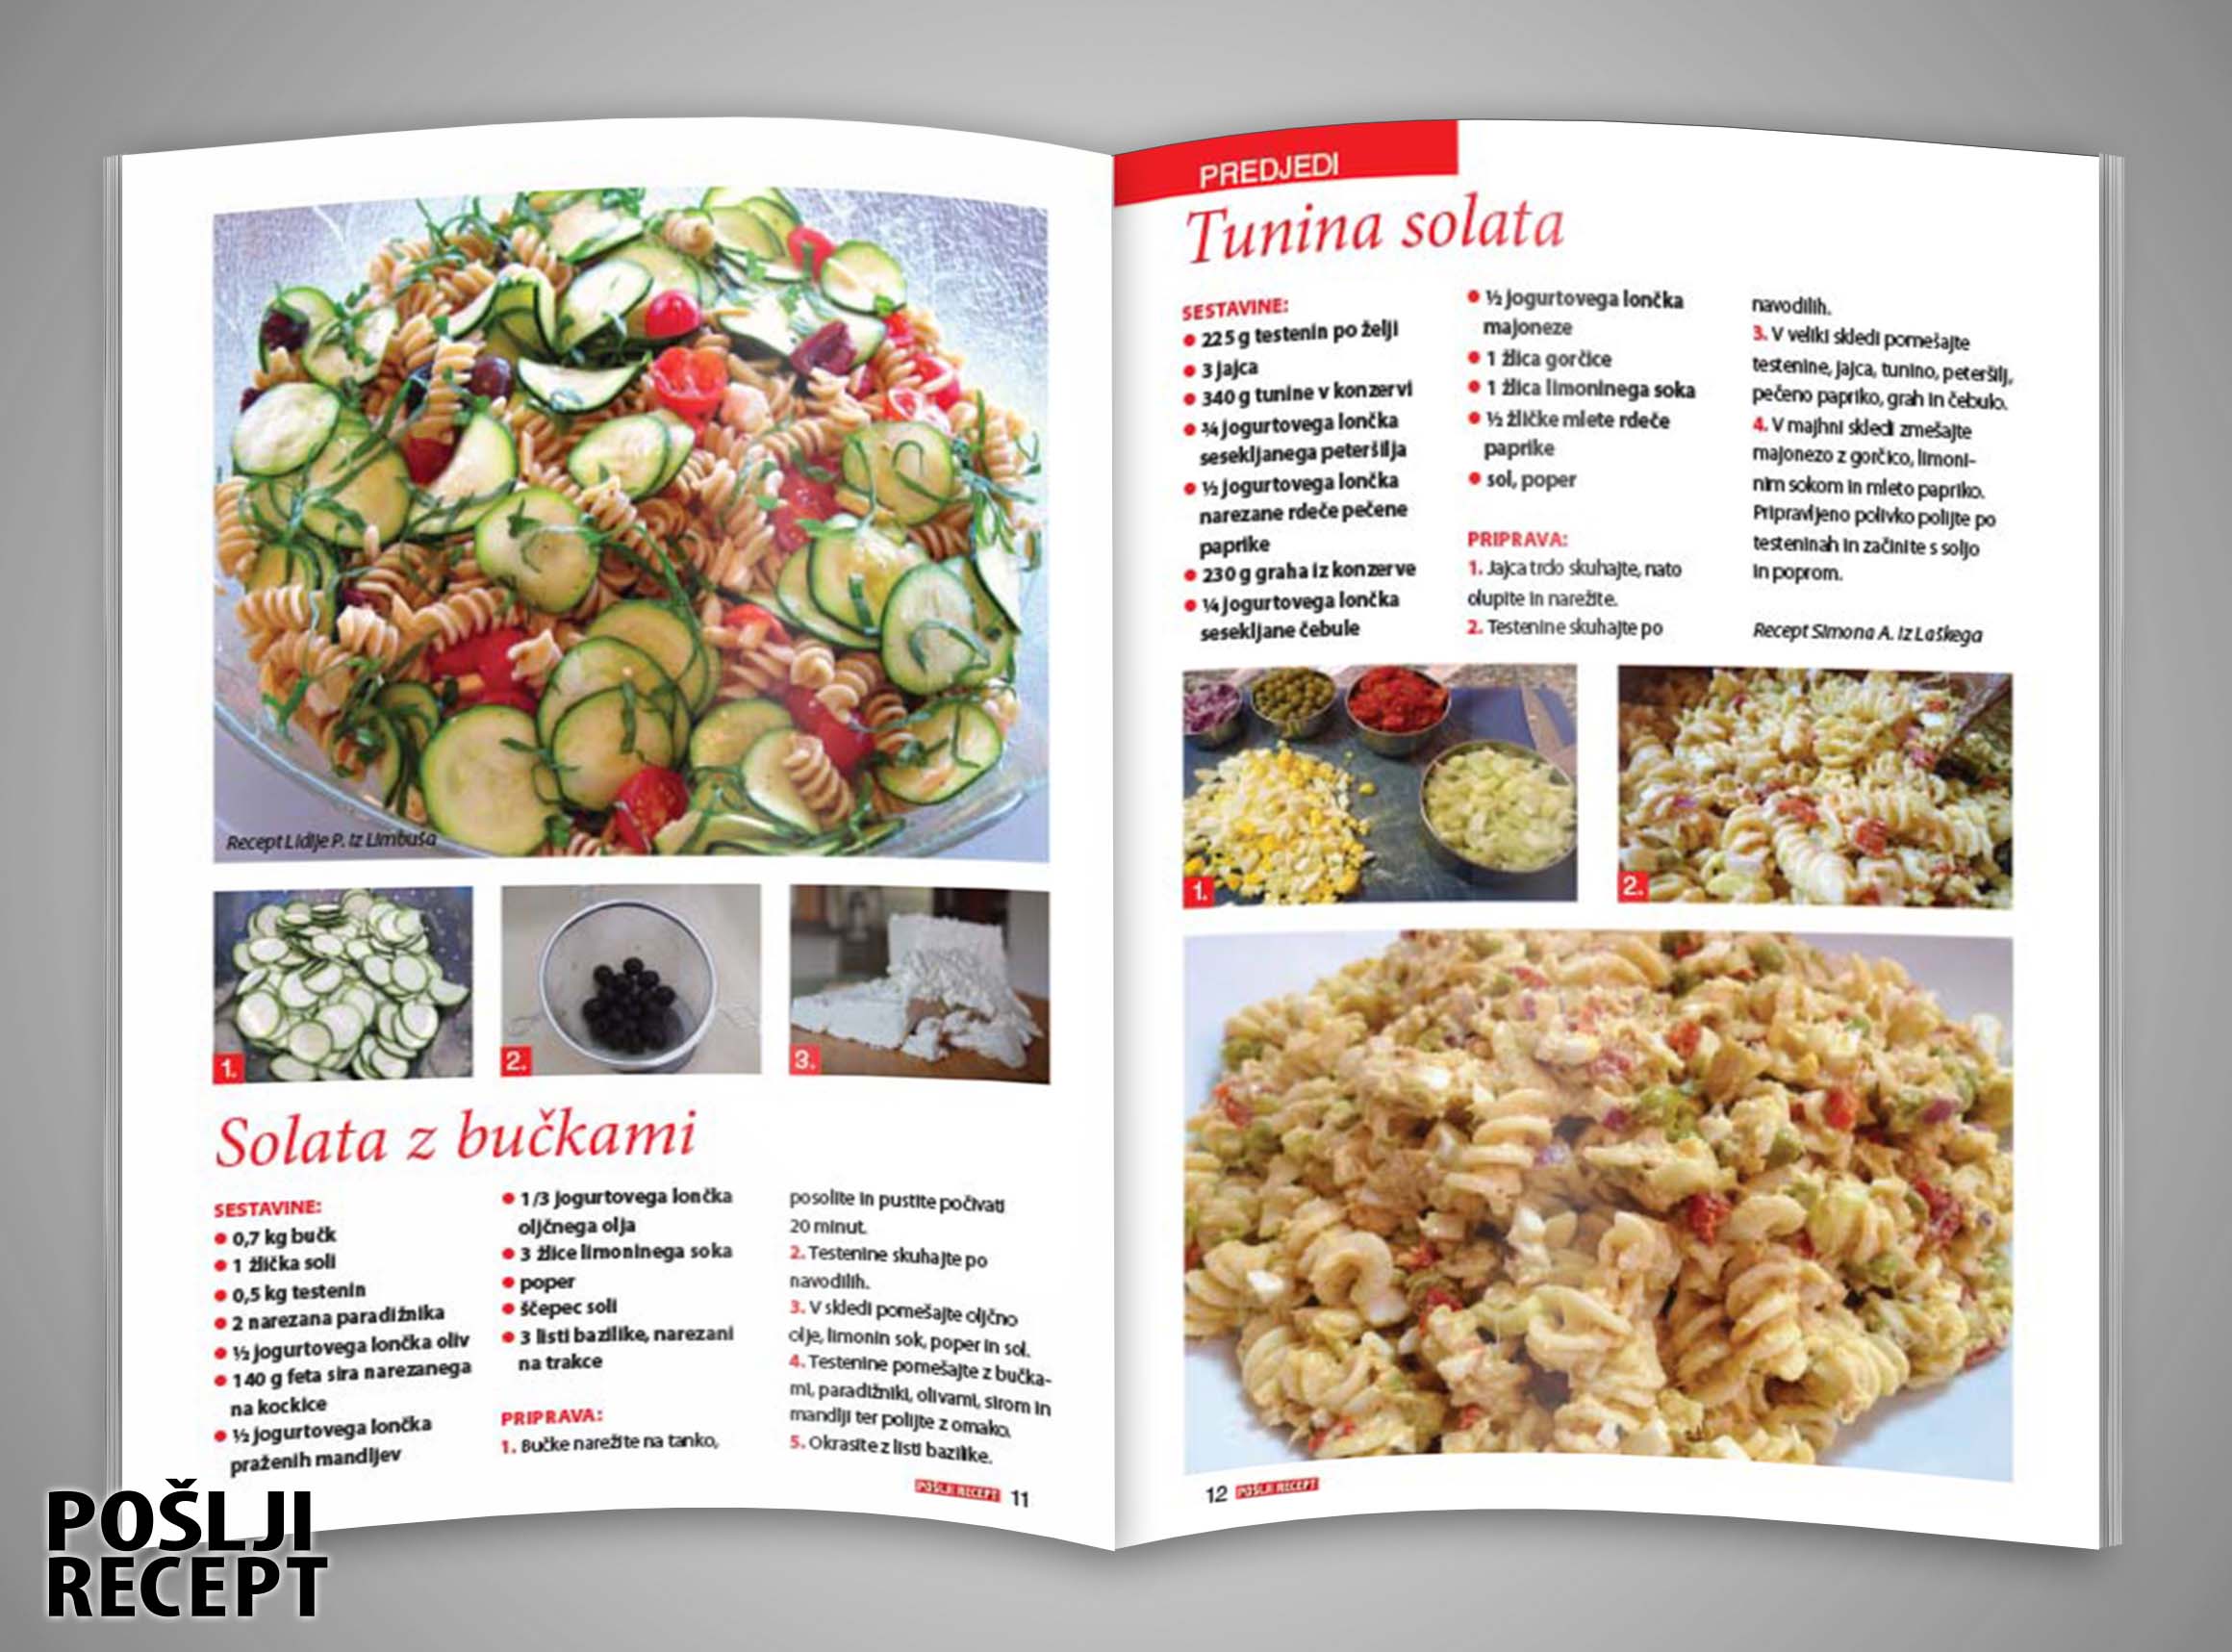 Recept Lidije P. iz Limbuša
1.
2.
3.
Solata z bučkami
SESTAVINE:
● 0,7 kg bučk
● 1 žlička soli
● 0,5 kg testenin
● 2 narezana paradižnika
● ½ jogurtovega lončka oliv
● 140 g feta sira narezanega
na kockice
● ½ jogurtovega lončka
praženih mandljev
● 1/3 jogurtovega lončka
oljčnega olja
● 3 žlice limoninega soka
● poper
● ščepec soli
● 3 listi bazilike, narezani
na trakce
PRIPRAVA:
1. Bučke narežite na tanko,
posolite in pustite počivati
20 minut.
2. Testenine skuhajte po
navodilih.
3. V skledi pomešajte oljčno
olje, limonin sok, poper in sol.
4. Testenine pomešajte z bučka-
mi, paradižniki, olivami, sirom in
mandlji ter polijte z omako.
5. Okrasite z listi bazilike.
POŠLJI RECEPT 11
PREDJEDI
Tunina solata
SESTAVINE:
● 225 g testenin po želji
● 3 jajca
● 340 g tunine v konzervi
● ¾ jogurtovega lončka
sesekljanega peteršilja
● ½ jogurtovega lončka
narezane rdeče pečene
paprike
● 230 g graha iz konzerve
● ¼ jogurtovega lončka
sesekljane čebule
● ½ jogurtovega lončka
majoneze
● 1 žlica gorčice
● 1 žlica limoninega soka
● ½ žličke mlete rdeče
paprike
● sol, poper
PRIPRAVA:
1. Jajca trdo skuhajte, nato
olupite in narežite.
2. Testenine skuhajte po
navodilih.
3. V veliki skledi pomešajte
testenine, jajca, tunino, peteršilj,
pečeno papriko, grah in čebulo.
4. V majhni skledi zmešajte
majonezo z gorčico, limoni-
nim sokom in mleto papriko.
Pripravljeno polivko polijte po
testeninah in začinite s soljo
in poprom.
Recept Simona A. iz Laškega
1.
2.
12 POŠLJI RECEPT
POŠLJI
RECEPT